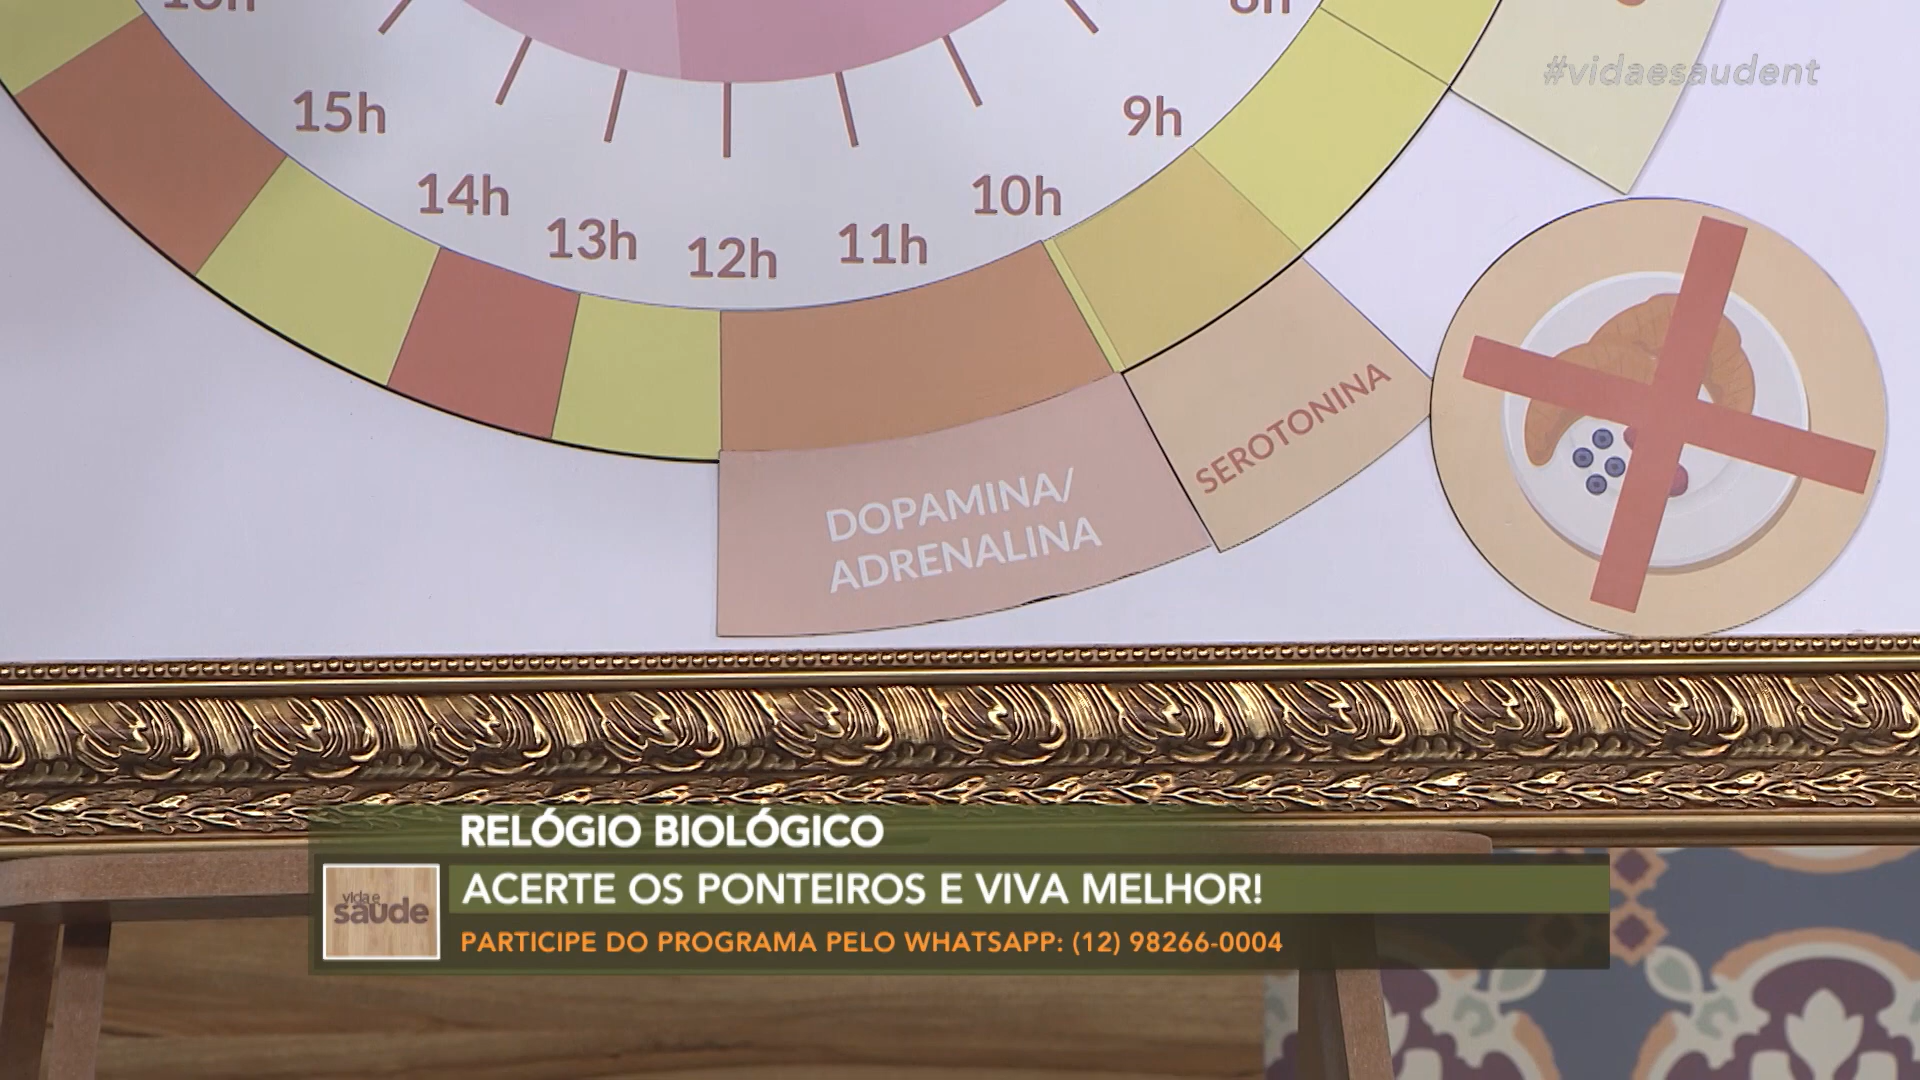 #vidaesaudent
15h
14h
13h
12h
11h
10h
9h
DOPAMINA/
ADRENALINA
SEROTONINA
RELÓGIO BIOLÓGICO
vida e
saúde
ACERTE OS PONTEIROS E VIVA MELHOR!
PARTICIPE DO PROGRAMA PELO WHATSAPP: (12) 98266-0004